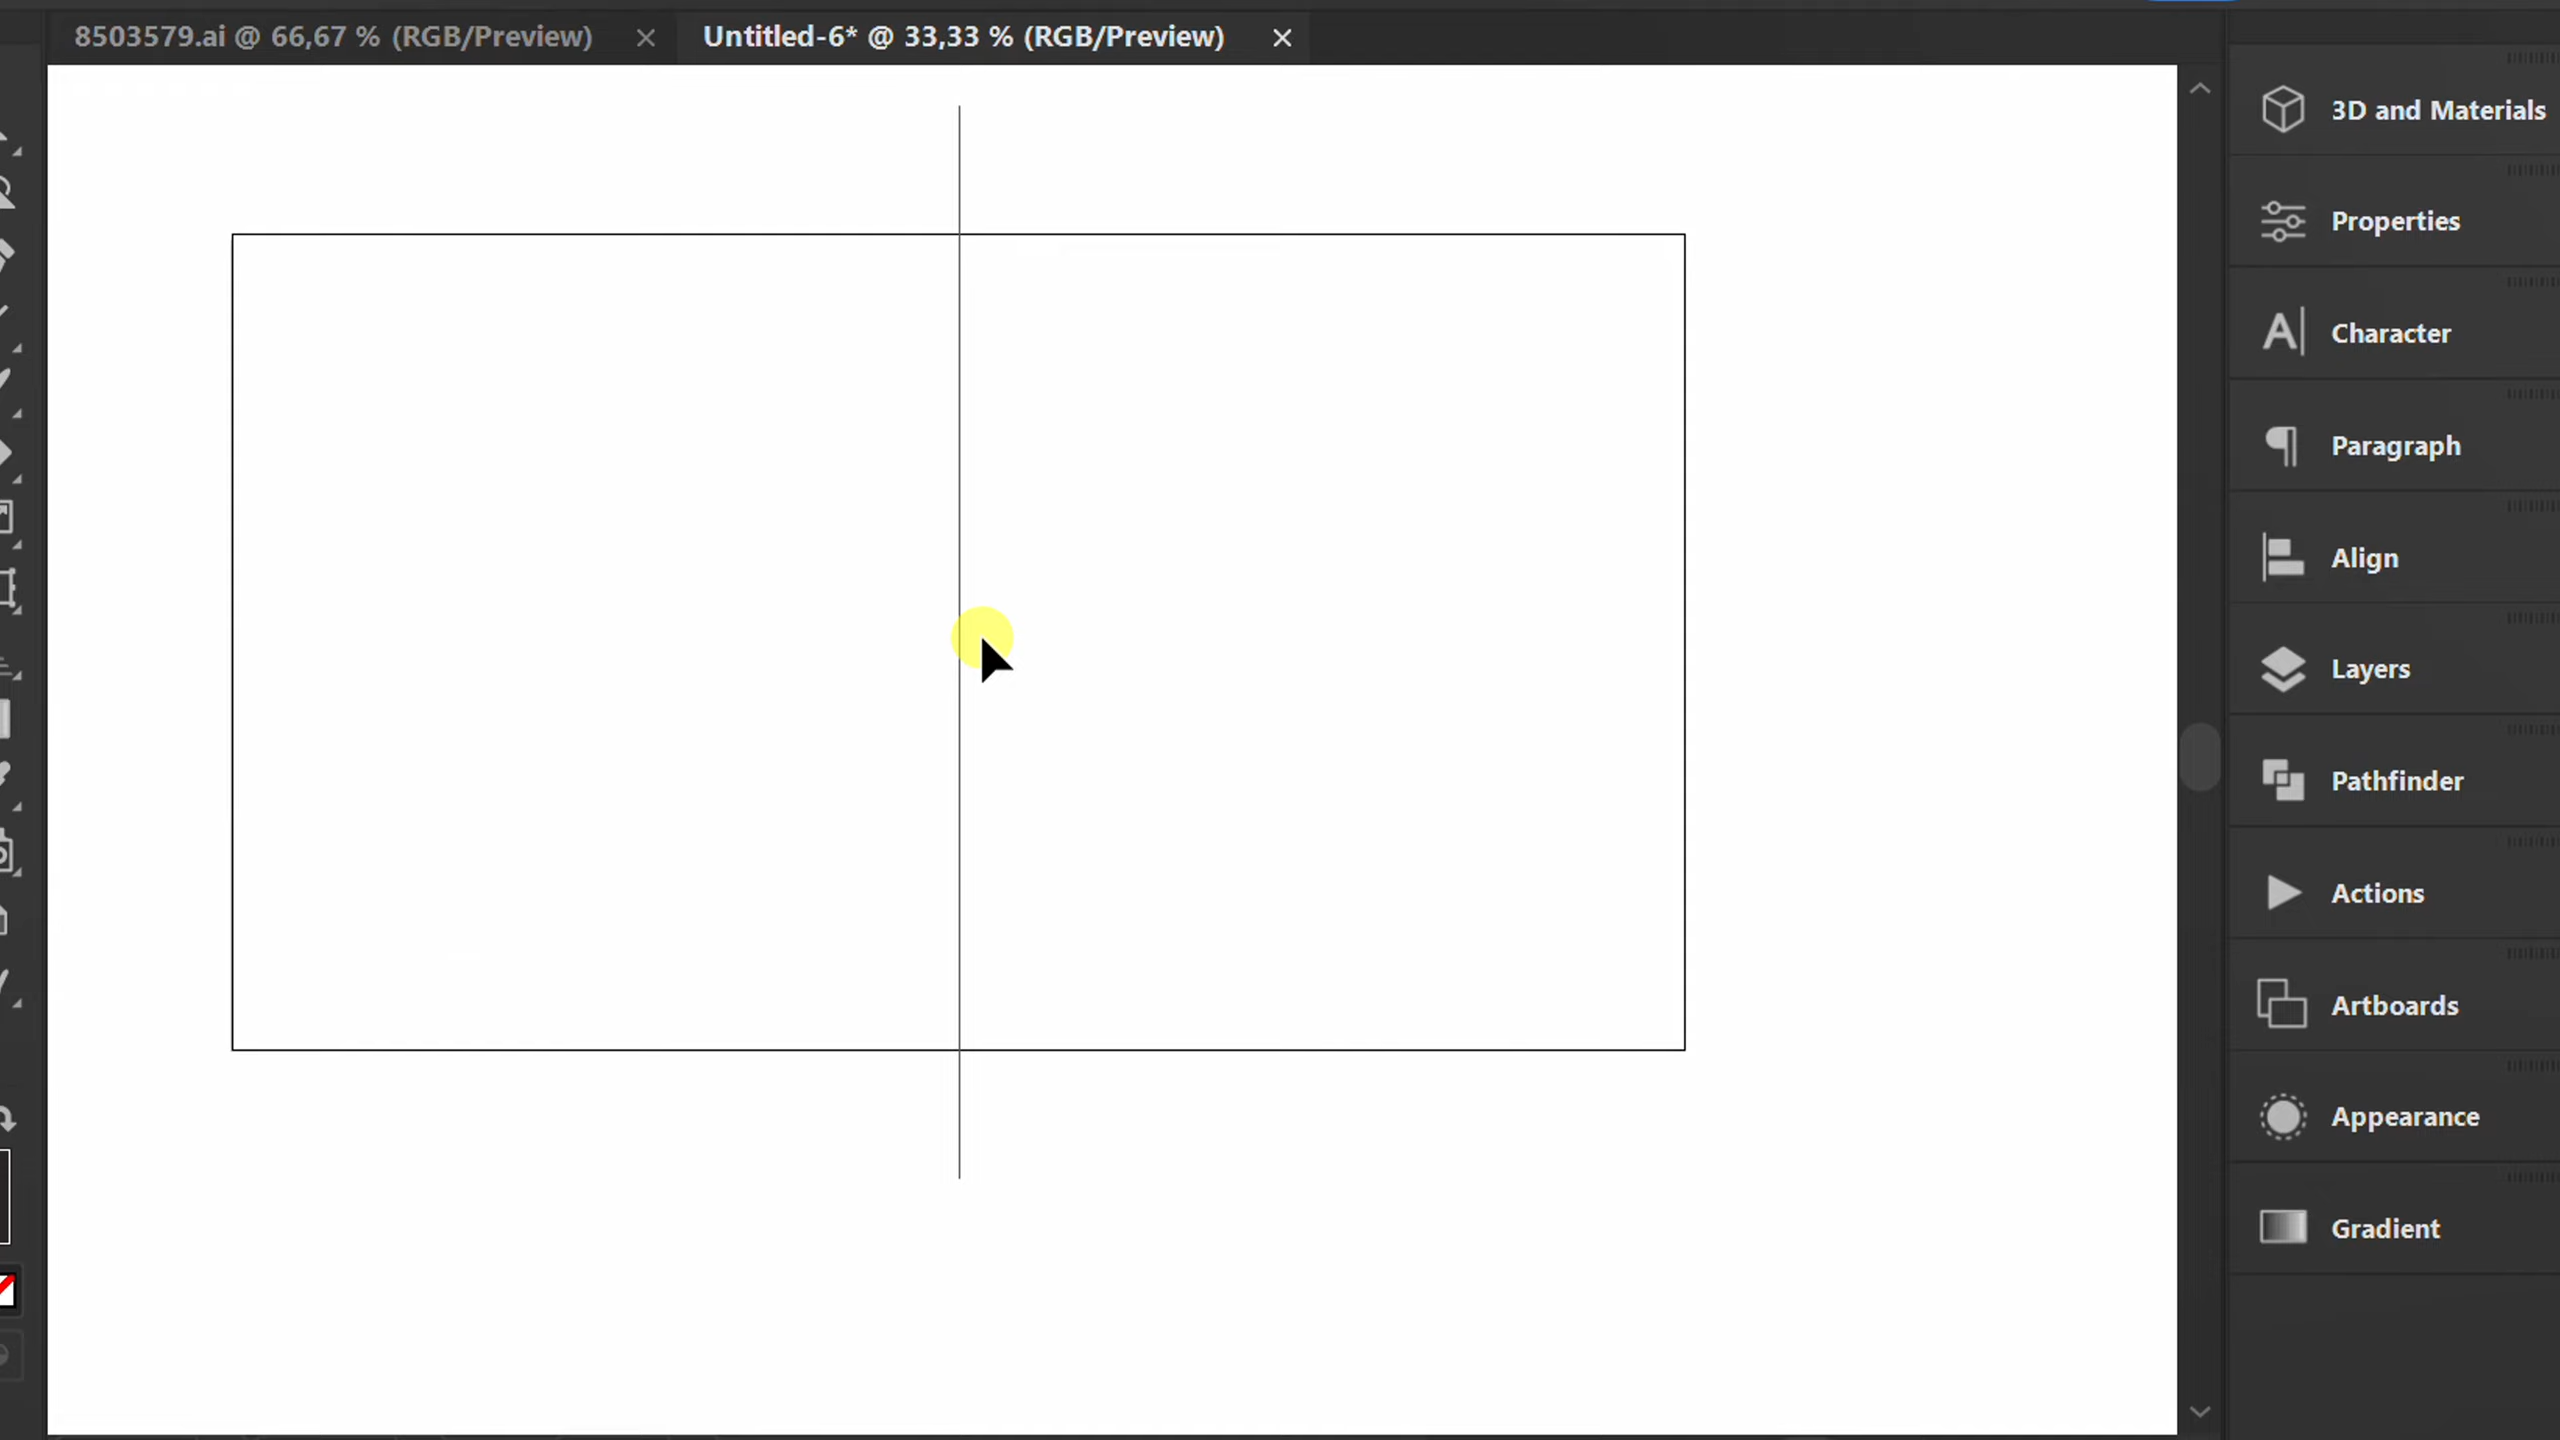 8503579.ai @ 66,67 % (RGB/Preview)
Untitled-6* @ 33,33 % (RGB/Preview)
3D and Materials
Properties
Character
Paragraph
Align
Layers
Pathfinder
Actions
Artboards
Appearance
Gradient